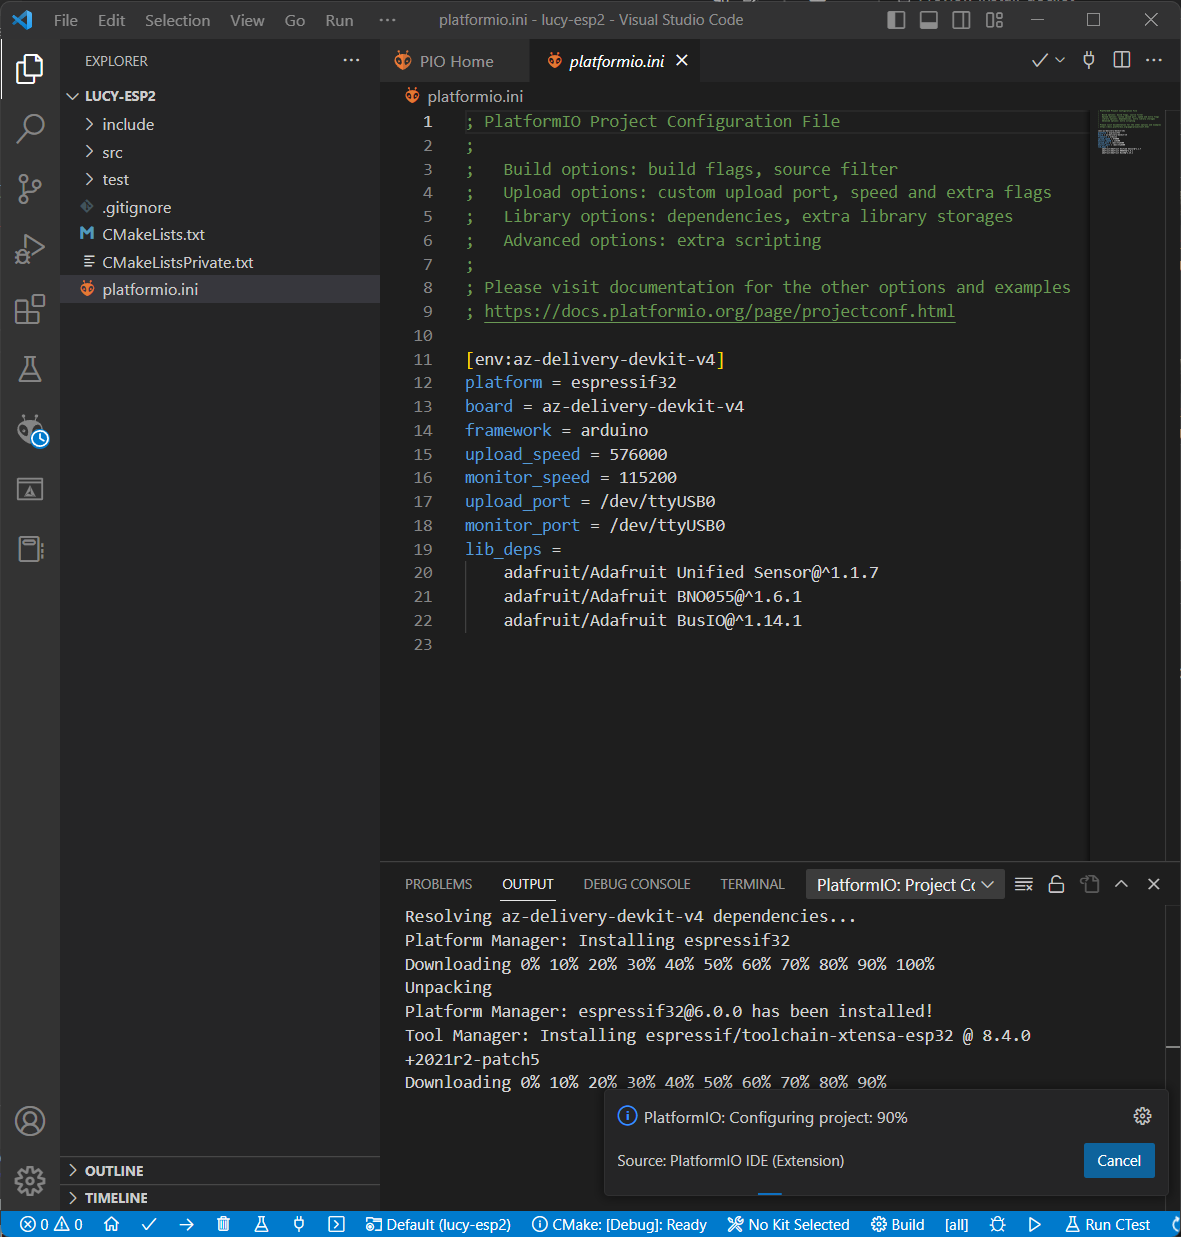 File Edit Selection View Go Run ··· platformio.ini - lucy-esp2 - Visual Studio Code
EXPLORER
PIO Home platformio.ini
LUCY-ESP2
include
src
test
.gitignore
CMakeLists.txt
CMakeListsPrivate.txt
platformio.ini
platformio.ini
1 ; PlatformIO Project Configuration File
2 ;
3 ;   Build options: build flags, source filter
4 ;   Upload options: custom upload port, speed and extra flags
5 ;   Library options: dependencies, extra library storages
6 ;   Advanced options: extra scripting
7 ;
8 ; Please visit documentation for the other options and examples
9 ; https://docs.platformio.org/page/projectconf.html
10
11 [env:az-delivery-devkit-v4]
12 platform = espressif32
13 board = az-delivery-devkit-v4
14 framework = arduino
15 upload_speed = 576000
16 monitor_speed = 115200
17 upload_port = /dev/ttyUSB0
18 monitor_port = /dev/ttyUSB0
19 lib_deps =
20     adafruit/Adafruit Unified Sensor@^1.1.7
21     adafruit/Adafruit BNO055@^1.6.1
22     adafruit/Adafruit BusIO@^1.14.1
23
PROBLEMS OUTPUT DEBUG CONSOLE TERMINAL PlatformIO: Project Cc
Resolving az-delivery-devkit-v4 dependencies...
Platform Manager: Installing espressif32
Downloading 0% 10% 20% 30% 40% 50% 60% 70% 80% 90% 100%
Unpacking
Platform Manager: espressif32@6.0.0 has been installed!
Tool Manager: Installing espressif/toolchain-xtensa-esp32 @ 8.4.0
+2021r2-patch5
Downloading 0% 10% 20% 30% 40% 50% 60% 70% 80% 90%
PlatformIO: Configuring project: 90%
Source: PlatformIO IDE (Extension)
Cancel
OUTLINE
TIMELINE
0 0 Default (lucy-esp2) CMake: [Debug]: Ready No Kit Selected Build [all] Run CTest